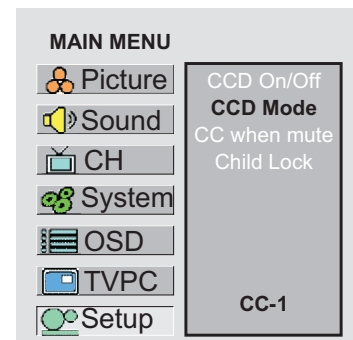 MAIN MENU
Picture
Sound
CH
System
OSD
TVPC
Setup
CCD On/Off
CCD Mode
CC when mute
Child Lock
CC-1